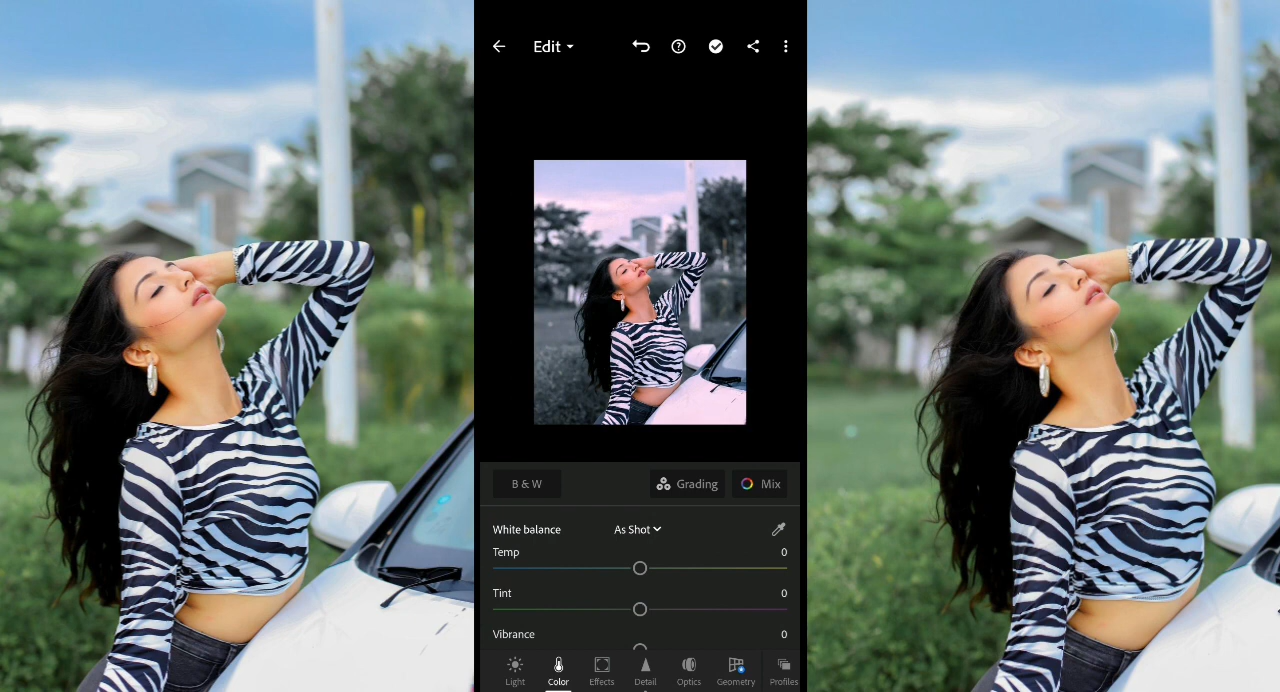 Edit
B & W
Grading
Mix
White balance
As Shot
Temp
0
Tint
0
Vibrance
0
Light
Color
Effects
Detail
Optics
Geometry
Profiles